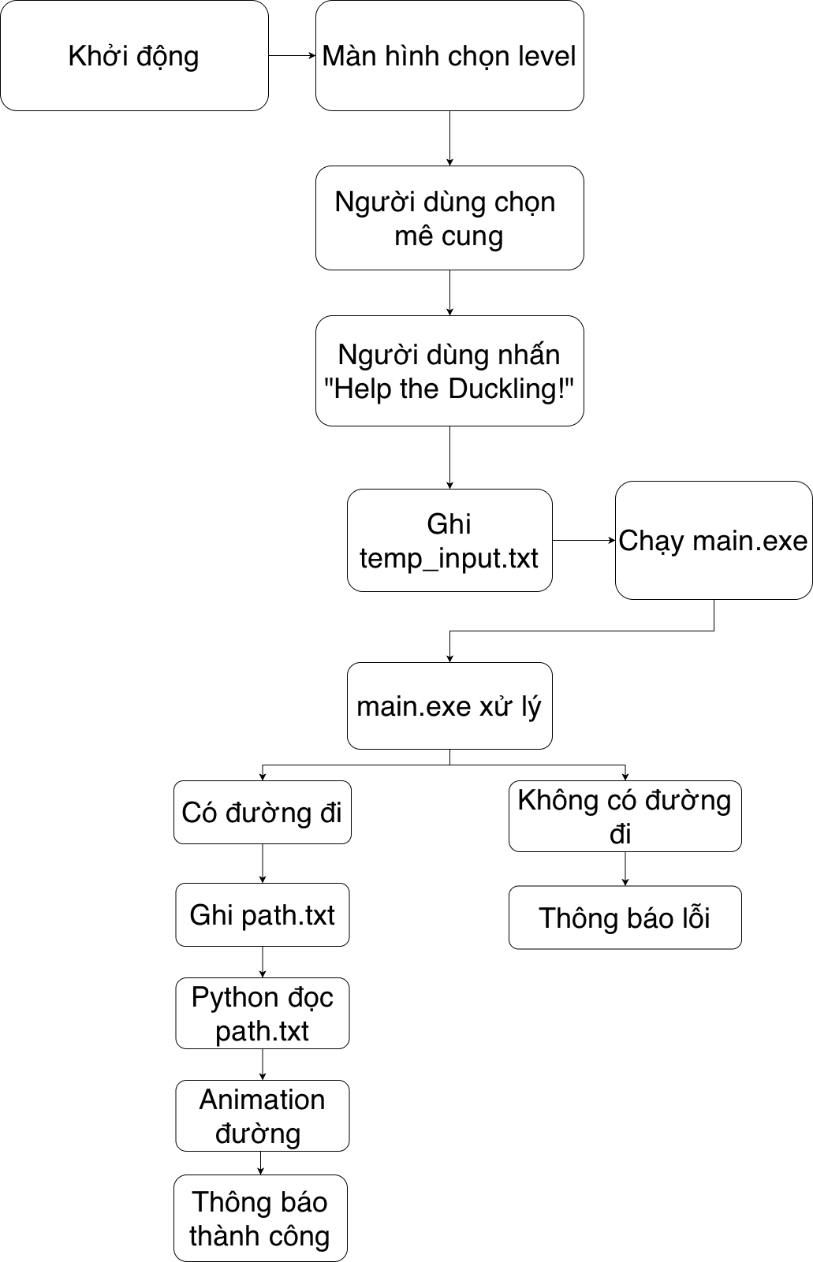 Khởi động
Màn hình chọn level
Người dùng chọn
mê cung
Người dùng nhấn
"Help the Duckling!"
Ghi
temp_input.txt
Chạy main.exe
main.exe xử lý
Có đường đi
Không có đường
đi
Ghi path.txt
Thông báo lỗi
Python đọc
path.txt
Animation
đường
Thông báo
thành công